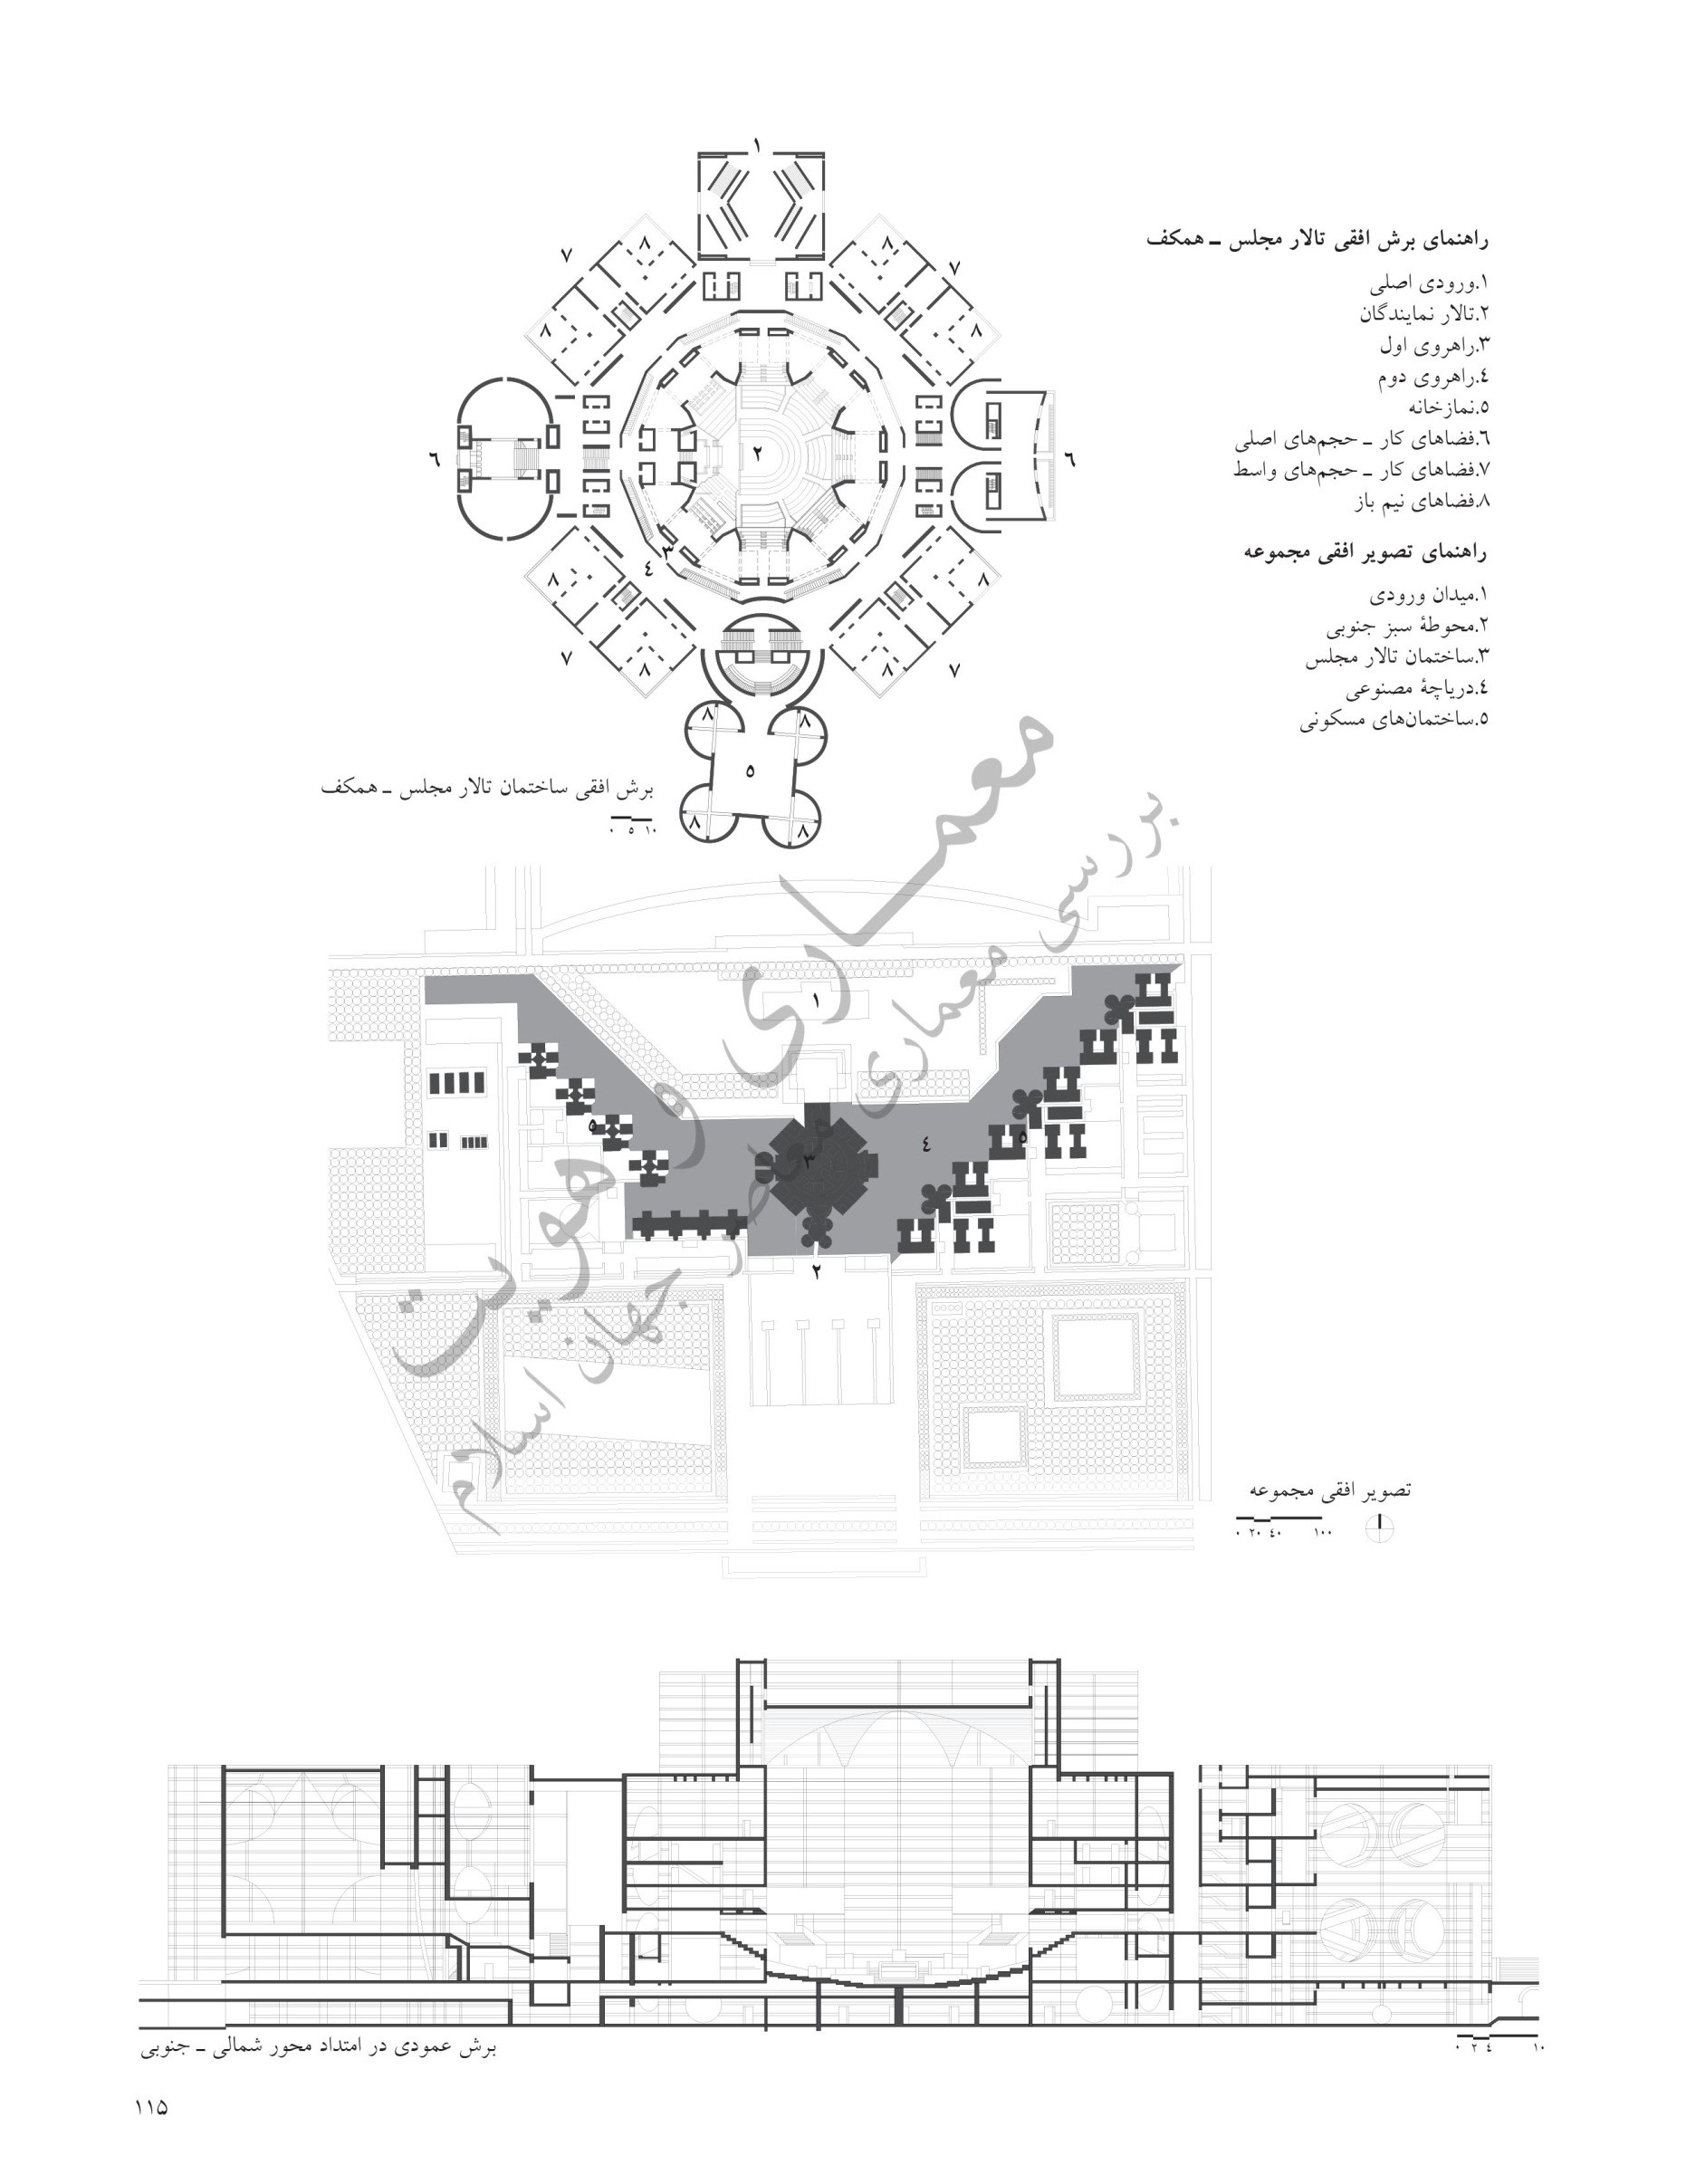 ۱
۷
۸
۸
۷
۸
۸
۶
۲
۶
۳
۴
۸
۸
۷
۸
۸
۷
۸
۸
۵
۸
۸
راهنمای برش افقی تالار مجلس ـ همکف
۱.ورودی اصلی
۲.تالار نمایندگان
۳.راهروی اول
٤.راهروی دوم
٥.نمازخانه
٦.فضاهای کار ـ حجم‌های اصلی
۷.فضاهای کار ـ حجم‌های واسط
۸.فضاهای نیم باز
راهنمای تصویر افقی مجموعه
۱.میدان ورودی
۲.محوطهٔ سبز جنوبی
۳.ساختمان تالار مجلس
٤.دریاچهٔ مصنوعی
٥.ساختمان‌های مسکونی
برش افقی ساختمان تالار مجلس ـ همکف
۰ ٥ ۱۰
معماری و هویت
بررسی معماری معاصر جهان اسلام
۱
٥
۳
٤
٥
۲
تصویر افقی مجموعه
۰ ۲۰ ٤۰ ۱۰۰
برش عمودی در امتداد محور شمالی ـ جنوبی
۰ ۲ ٤ ۱۰
۱۱۵